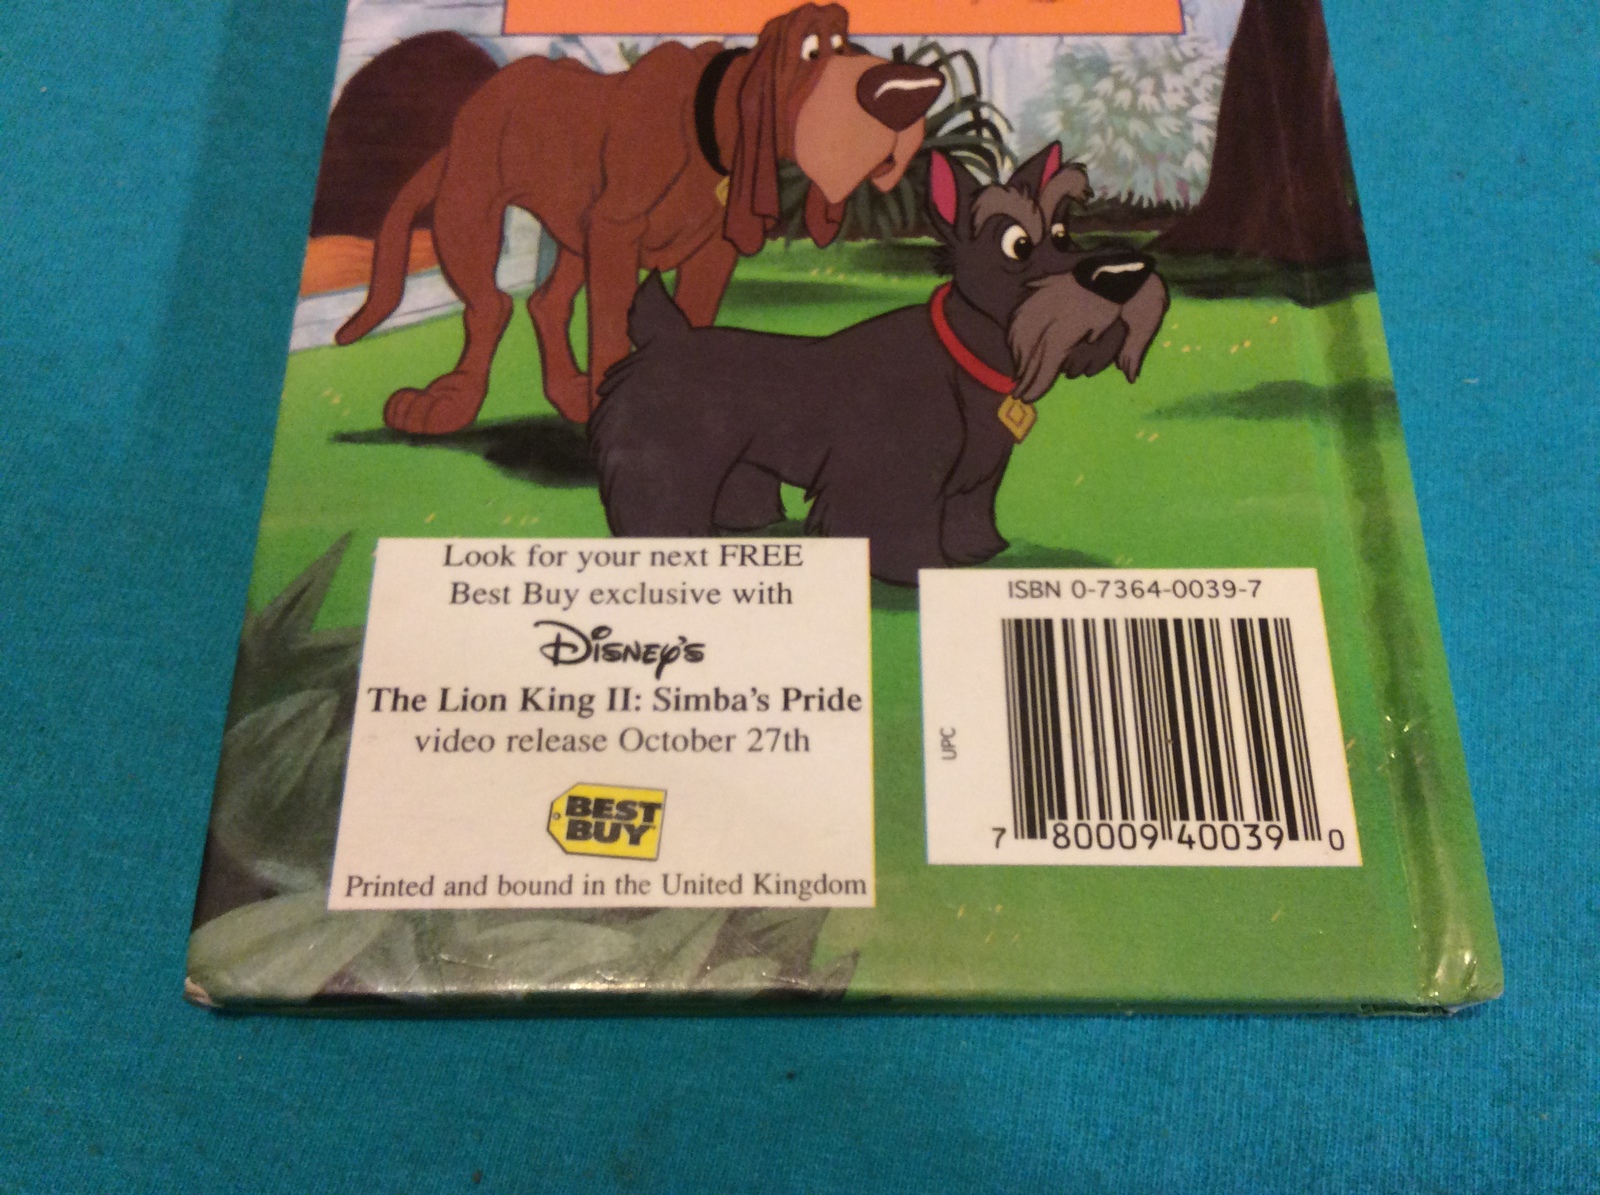 Look for your next FREE
Best Buy exclusive with
Disney's
The Lion King II: Simba's Pride
video release October 27th
BEST
BUY
Printed and bound in the United Kingdom
ISBN 0-7364-0039-7
UPC
7 80009 40039 0